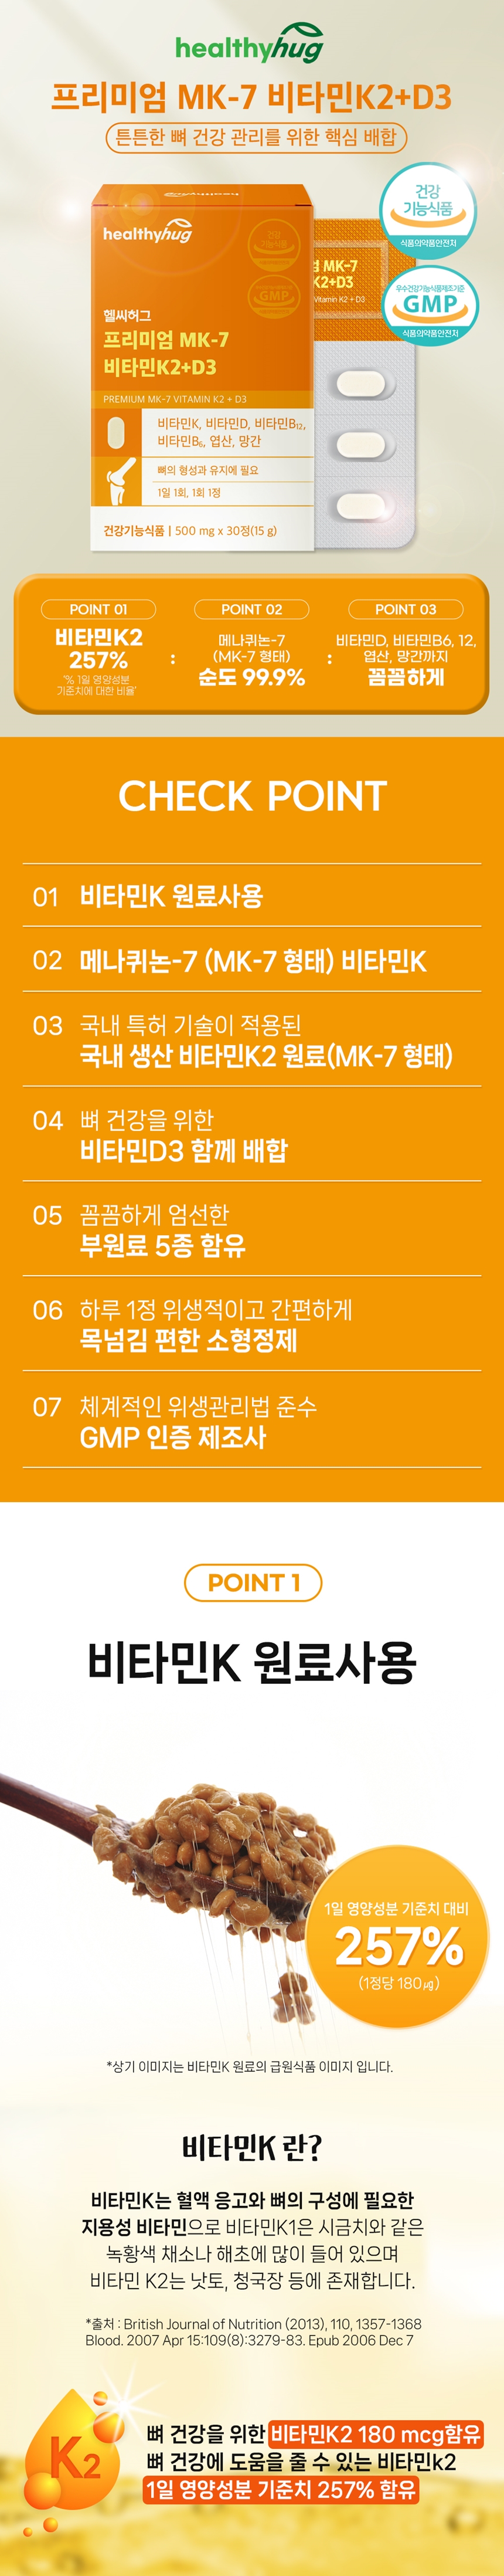 healthyhug
프리미엄 MK-7 비타민K2+D3
튼튼한 뼈 건강 관리를 위한 핵심 배합
건강
기능식품
식품의약품안전처
우수건강기능식품제조기준
GMP
식품의약품안전처
healthyhug
건강
기능식품
GMP
헬씨허그
프리미엄 MK-7
비타민K2+D3
PREMIUM MK-7 VITAMIN K2 + D3
비타민K, 비타민D, 비타민B12,
비타민B6, 엽산, 망간
뼈의 형성과 유지에 필요
1일 1회, 1회 1정
건강기능식품 | 500 mg x 30정(15 g)
MK-7
K2+D3
Vitamin K2 + D3
POINT 01
비타민K2
257%
'% 1일 영양성분
기준치에 대한 비율'
:
POINT 02
메나퀴논-7
(MK-7 형태)
순도 99.9%
:
POINT 03
비타민D, 비타민B6, 12,
엽산, 망간까지
꼼꼼하게
CHECK POINT
01 비타민K 원료사용
02 메나퀴논-7 (MK-7 형태) 비타민K
03 국내 특허 기술이 적용된
국내 생산 비타민K2 원료(MK-7 형태)
04 뼈 건강을 위한
비타민D3 함께 배합
05 꼼꼼하게 엄선한
부원료 5종 함유
06 하루 1정 위생적이고 간편하게
목넘김 편한 소형정제
07 체계적인 위생관리법 준수
GMP 인증 제조사
POINT 1
비타민K 원료사용
1일 영양성분 기준치 대비
257%
(1정당 180㎍)
*상기 이미지는 비타민K 원료의 급원식품 이미지 입니다.
비타민K 란?
비타민K는 혈액 응고와 뼈의 구성에 필요한
지용성 비타민으로 비타민K1은 시금치와 같은
녹황색 채소나 해초에 많이 들어 있으며
비타민 K2는 낫토, 청국장 등에 존재합니다.
*출처 : British Journal of Nutrition (2013), 110, 1357-1368
Blood. 2007 Apr 15:109(8):3279-83. Epub 2006 Dec 7
K2
뼈 건강을 위한 비타민K2 180 mcg함유
뼈 건강에 도움을 줄 수 있는 비타민k2
1일 영양성분 기준치 257% 함유